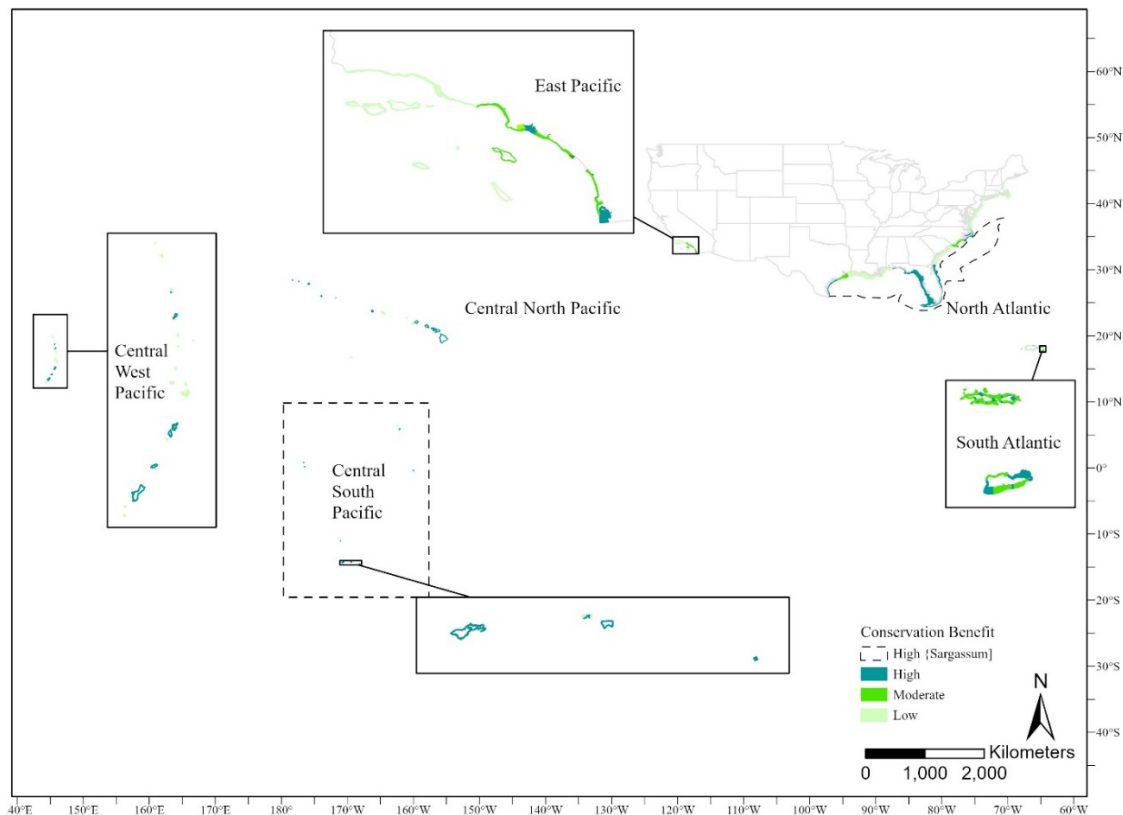 East Pacific
60°N
50°N
40°N
30°N
20°N
10°N
0°
10°S
20°S
30°S
40°S
Central North Pacific
North Atlantic
Central
West
Pacific
South Atlantic
Central
South
Pacific
Conservation Benefit
High {Sargassum]
High
Moderate
Low
N
Kilometers
0 1,000 2,000
40°E 150°E 160°E 170°E 180° 170°W 160°W 150°W 140°W 130°W 120°W 110°W 100°W 90°W 80°W 70°W 60°W